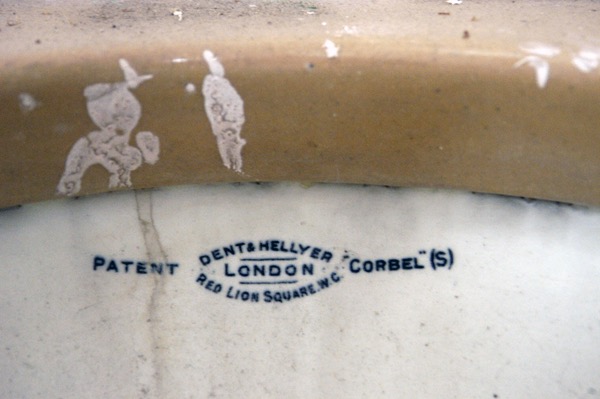 DENT & HELLYER
PATENT LONDON "CORBEL" (S)
RED LION SQUARE. W.C.